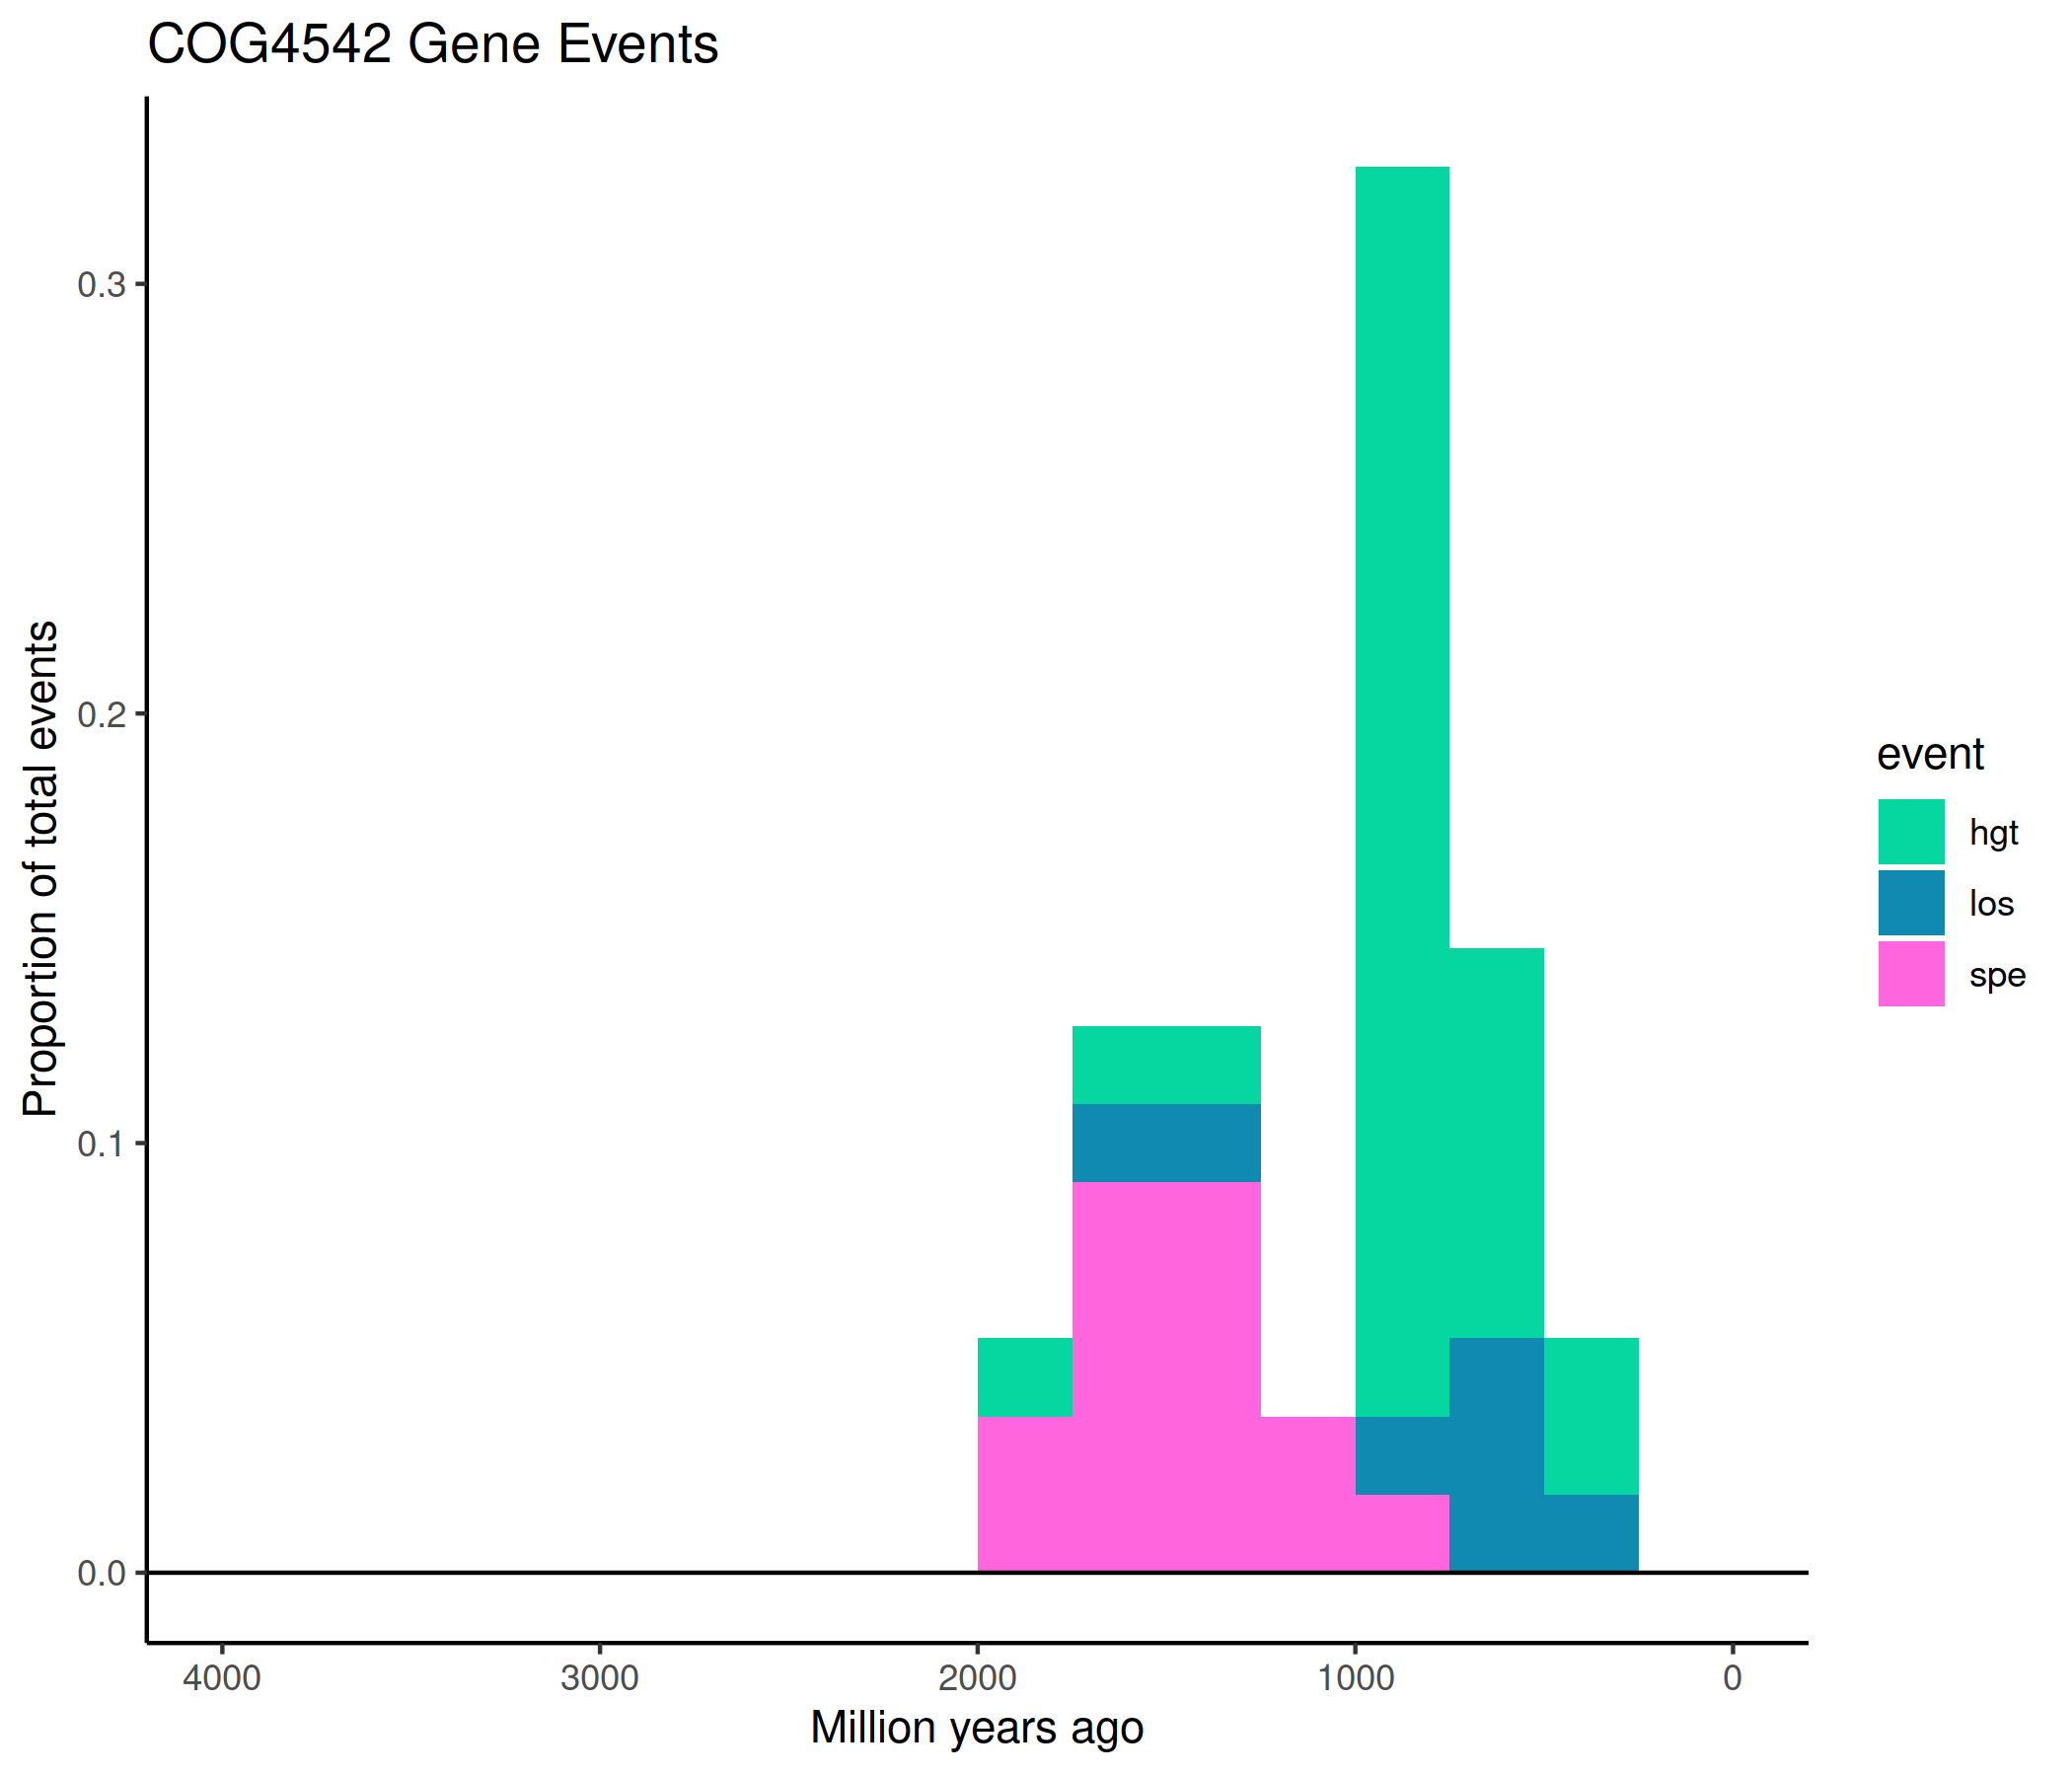 COG4542 Gene Events
Proportion of total events
0.3
0.2
0.1
0.0
4000 3000 2000 1000 0
Million years ago
event
hgt
los
spe